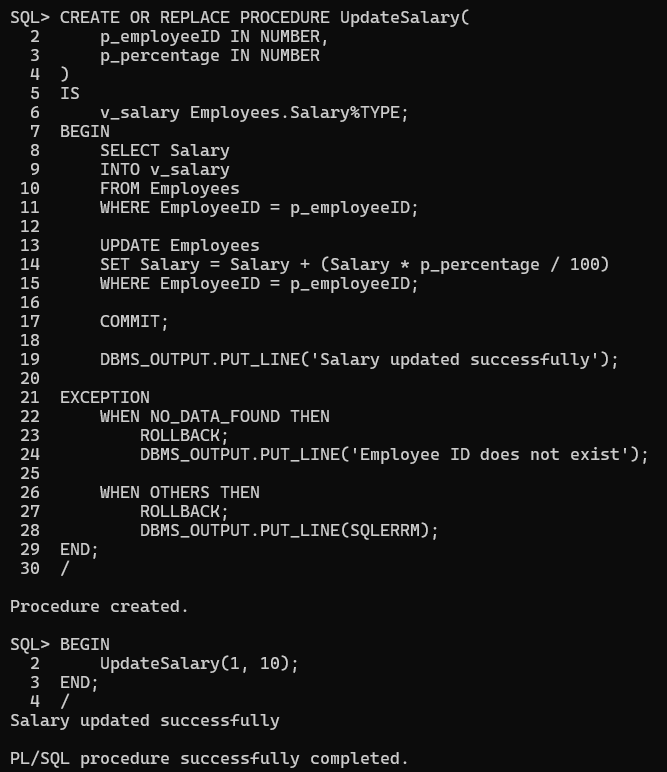 SQL> CREATE OR REPLACE PROCEDURE UpdateSalary(
  2      p_employeeID IN NUMBER,
  3      p_percentage IN NUMBER
  4  )
  5  IS
  6      v_salary Employees.Salary%TYPE;
  7  BEGIN
  8      SELECT Salary
  9      INTO v_salary
 10      FROM Employees
 11      WHERE EmployeeID = p_employeeID;
 12
 13      UPDATE Employees
 14      SET Salary = Salary + (Salary * p_percentage / 100)
 15      WHERE EmployeeID = p_employeeID;
 16
 17      COMMIT;
 18
 19      DBMS_OUTPUT.PUT_LINE('Salary updated successfully');
 20
 21  EXCEPTION
 22      WHEN NO_DATA_FOUND THEN
 23          ROLLBACK;
 24          DBMS_OUTPUT.PUT_LINE('Employee ID does not exist');
 25
 26      WHEN OTHERS THEN
 27          ROLLBACK;
 28          DBMS_OUTPUT.PUT_LINE(SQLERRM);
 29  END;
 30  /

Procedure created.

SQL> BEGIN
  2      UpdateSalary(1, 10);
  3  END;
  4  /
Salary updated successfully

PL/SQL procedure successfully completed.